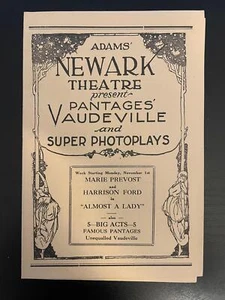 ADAMS'
NEWARK
THEATRE
present
PANTAGES'
VAUDEVILLE
and
SUPER PHOTOPLAYS
Week Starting Monday, November 1st
MARIE PREVOST
and
HARRISON FORD
in
"ALMOST A LADY"
also
5—BIG ACTS—5
FAMOUS PANTAGES
Unequalled Vaudeville